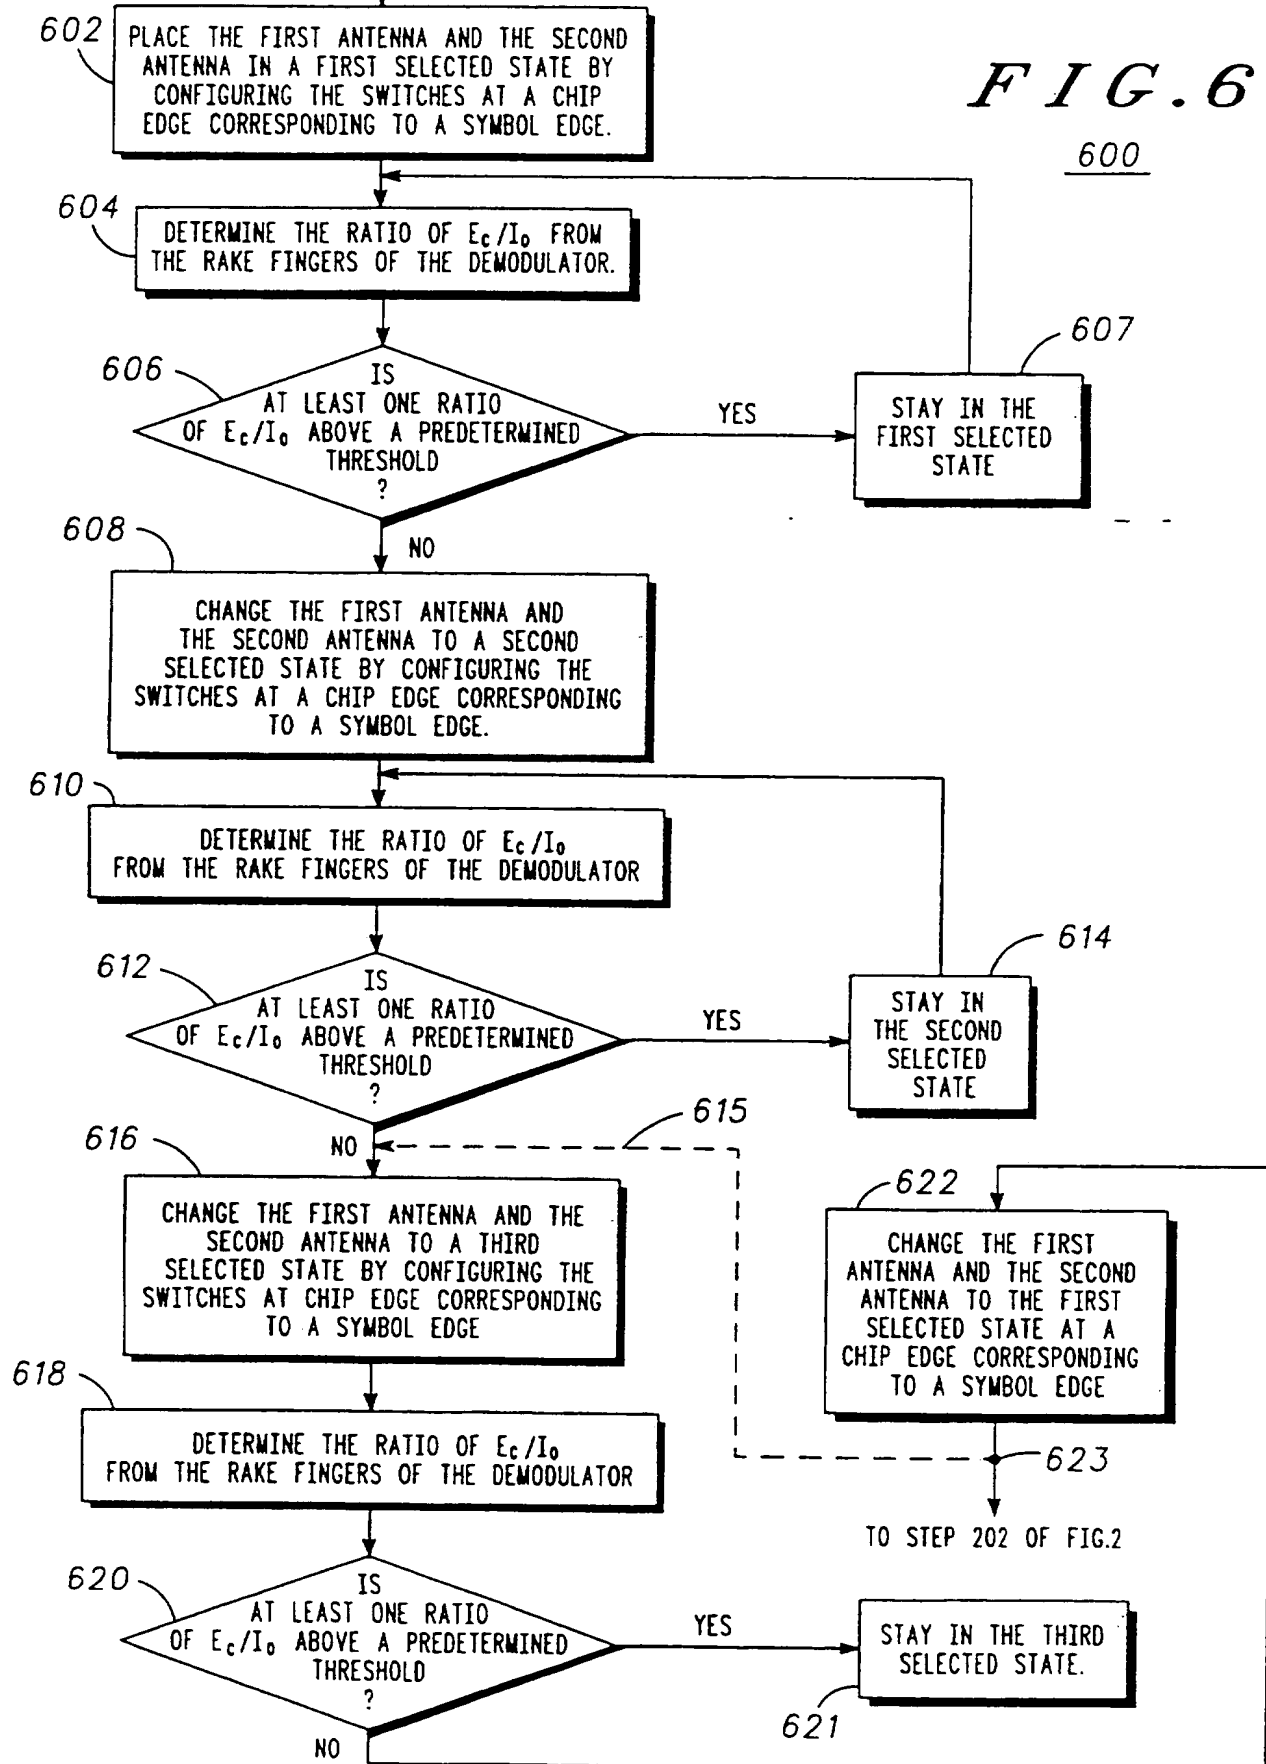 FIG.6
600
602
PLACE THE FIRST ANTENNA AND THE SECOND
ANTENNA IN A FIRST SELECTED STATE BY
CONFIGURING THE SWITCHES AT A CHIP
EDGE CORRESPONDING TO A SYMBOL EDGE.
604
DETERMINE THE RATIO OF Ec/Io FROM
THE RAKE FINGERS OF THE DEMODULATOR.
606
IS
AT LEAST ONE RATIO
OF Ec/Io ABOVE A PREDETERMINED
THRESHOLD
?
YES
607
STAY IN THE
FIRST SELECTED
STATE
NO
608
CHANGE THE FIRST ANTENNA AND
THE SECOND ANTENNA TO A SECOND
SELECTED STATE BY CONFIGURING THE
SWITCHES AT A CHIP EDGE CORRESPONDING
TO A SYMBOL EDGE.
610
DETERMINE THE RATIO OF Ec/Io
FROM THE RAKE FINGERS OF THE DEMODULATOR
612
IS
AT LEAST ONE RATIO
OF Ec/Io ABOVE A PREDETERMINED
THRESHOLD
?
YES
614
STAY IN
THE SECOND
SELECTED
STATE
NO
615
616
CHANGE THE FIRST ANTENNA AND THE
SECOND ANTENNA TO A THIRD
SELECTED STATE BY CONFIGURING THE
SWITCHES AT CHIP EDGE CORRESPONDING
TO A SYMBOL EDGE
618
DETERMINE THE RATIO OF Ec/Io
FROM THE RAKE FINGERS OF THE DEMODULATOR
620
IS
AT LEAST ONE RATIO
OF Ec/Io ABOVE A PREDETERMINED
THRESHOLD
?
YES
STAY IN THE THIRD
SELECTED STATE.
621
NO
622
CHANGE THE FIRST
ANTENNA AND THE SECOND
ANTENNA TO THE FIRST
SELECTED STATE AT A
CHIP EDGE CORRESPONDING
TO A SYMBOL EDGE
623
TO STEP 202 OF FIG.2